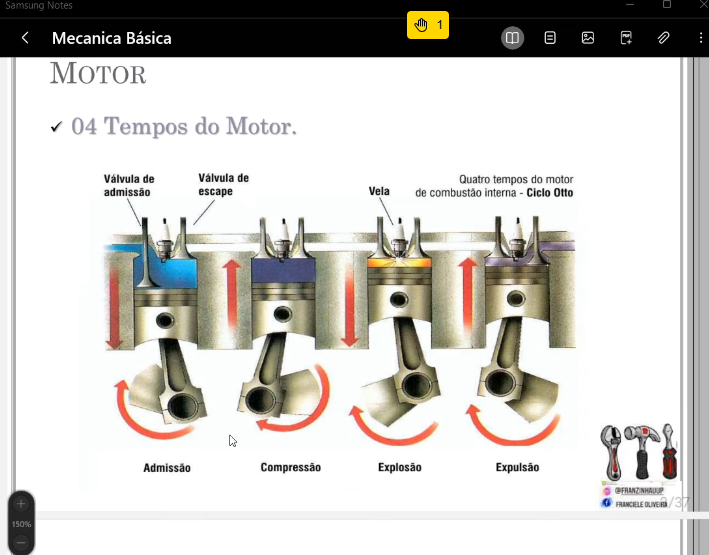 Samsung Notes
1
Mecanica Básica
PDF
MOTOR
✓ 04 Tempos do Motor.
Válvula de
admissão
Válvula de
escape
Vela
Quatro tempos do motor
de combustão interna - Ciclo Otto
Admissão
Compressão
Explosão
Expulsão
@FRANZINHAUUP
FRANCIELE OLIVEIRA
/37
150%